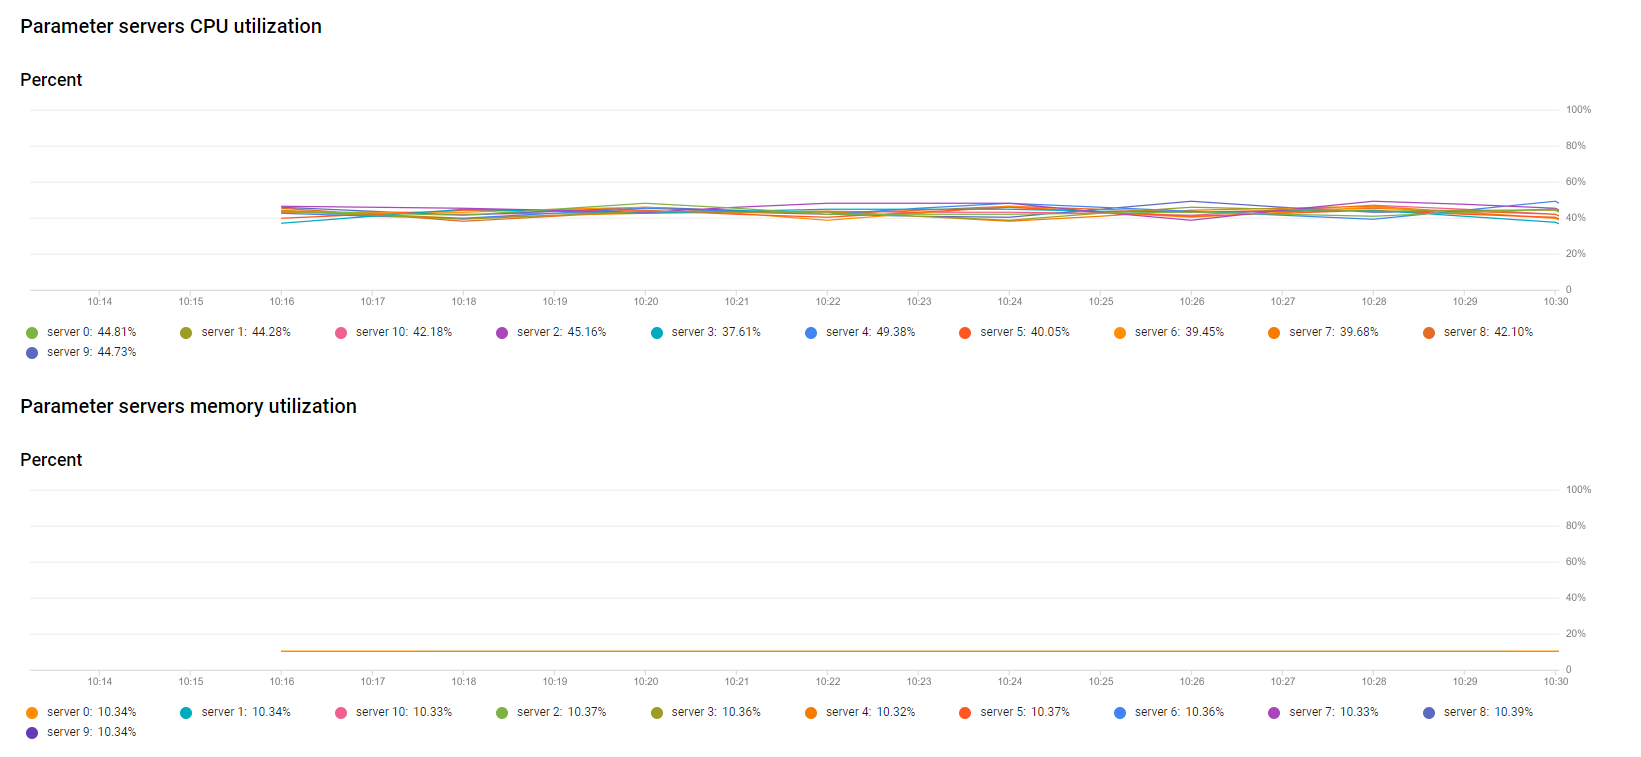 Parameter servers CPU utilization
Percent
100%
80%
60%
40%
20%
0
10:14 10:15 10:16 10:17 10:18 10:19 10:20 10:21 10:22 10:23 10:24 10:25 10:26 10:27 10:28 10:29 10:30
server 0: 44.81% server 1: 44.28% server 10: 42.18% server 2: 45.16% server 3: 37.61% server 4: 49.38% server 5: 40.05% server 6: 39.45% server 7: 39.68% server 8: 42.10%
server 9: 44.73%
Parameter servers memory utilization
Percent
100%
80%
60%
40%
20%
0
10:14 10:15 10:16 10:17 10:18 10:19 10:20 10:21 10:22 10:23 10:24 10:25 10:26 10:27 10:28 10:29 10:30
server 0: 10.34% server 1: 10.34% server 10: 10.33% server 2: 10.37% server 3: 10.36% server 4: 10.32% server 5: 10.37% server 6: 10.36% server 7: 10.33% server 8: 10.39%
server 9: 10.34%